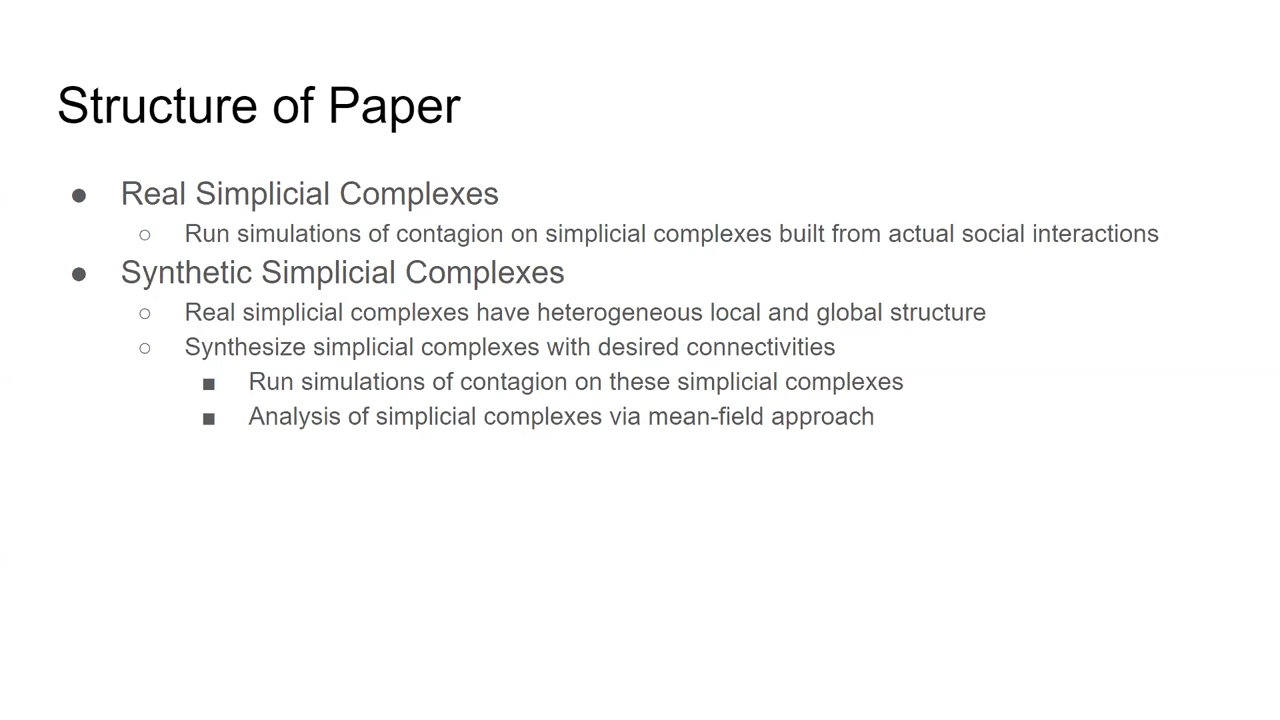 Structure of Paper
● Real Simplicial Complexes
○ Run simulations of contagion on simplicial complexes built from actual social interactions
● Synthetic Simplicial Complexes
○ Real simplicial complexes have heterogeneous local and global structure
○ Synthesize simplicial complexes with desired connectivities
■ Run simulations of contagion on these simplicial complexes
■ Analysis of simplicial complexes via mean-field approach